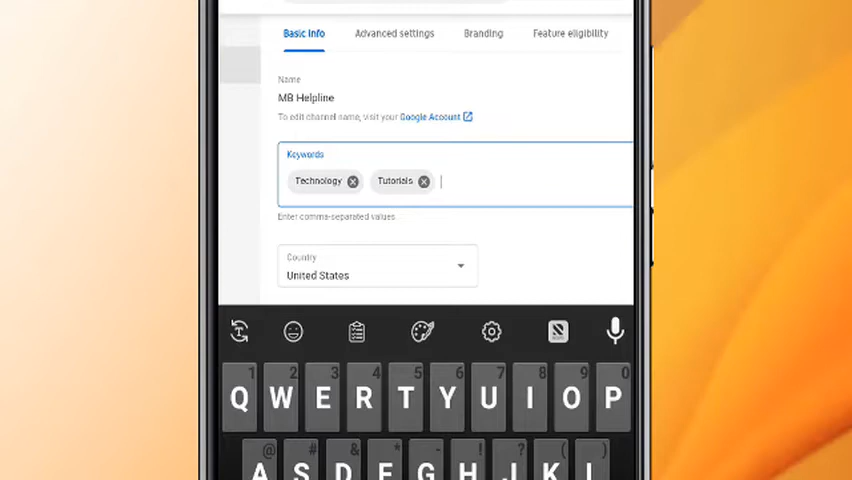 Basic info Advanced settings Branding Feature eligibility
Name
MB Helpline
To edit channel name, visit your Google Account
Keywords
Technology Tutorials
Enter comma-separated values
Country
United States
1 2 3 4 5 6 7 8 9 0
Q W E R T Y U I O P
@ # & * - ! ? ( )
A S D F G H J K L